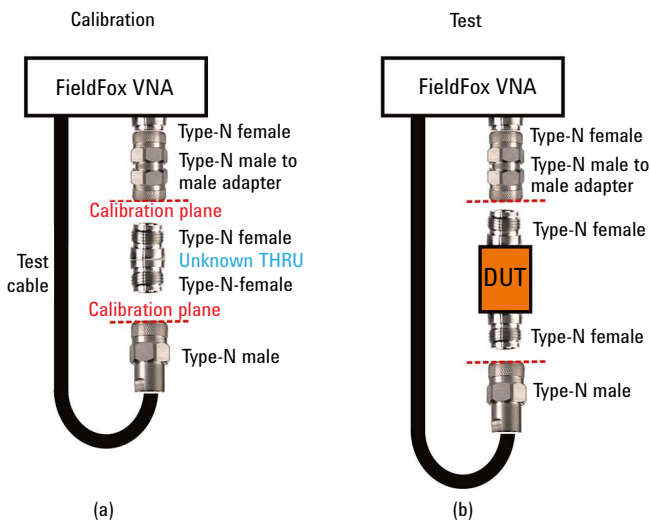 Calibration
FieldFox VNA
Type-N female
Type-N male to
male adapter
Calibration plane
Type-N female
Unknown THRU
Type-N-female
Calibration plane
Test
cable
Type-N male
(a)
Test
FieldFox VNA
Type-N female
Type-N male to
male adapter
Type-N female
DUT
Type-N female
Type-N male
(b)